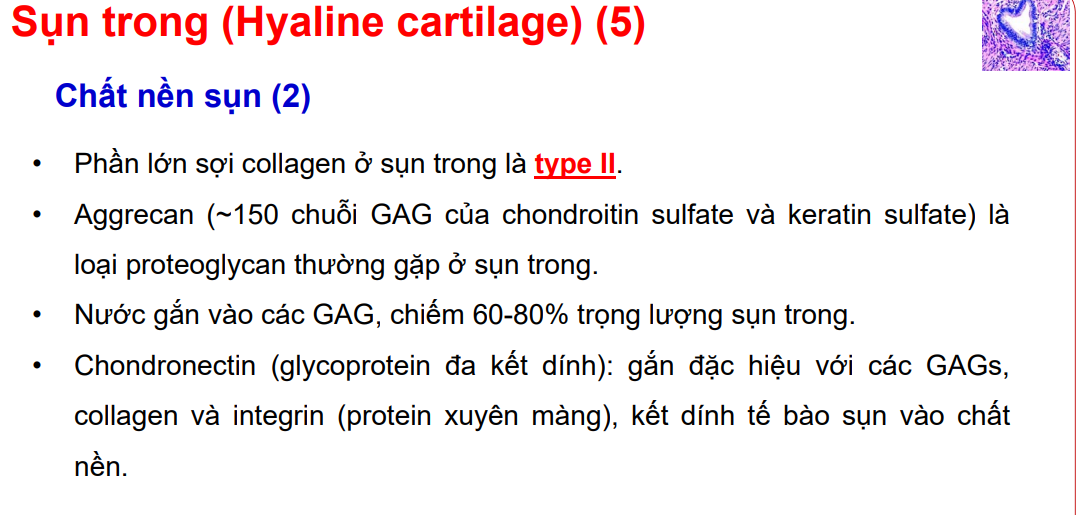 Sụn trong (Hyaline cartilage) (5)
Chất nền sụn (2)
• Phần lớn sợi collagen ở sụn trong là type II.
• Aggrecan (~150 chuỗi GAG của chondroitin sulfate và keratin sulfate) là
loại proteoglycan thường gặp ở sụn trong.
• Nước gắn vào các GAG, chiếm 60-80% trọng lượng sụn trong.
• Chondronectin (glycoprotein đa kết dính): gắn đặc hiệu với các GAGs,
collagen và integrin (protein xuyên màng), kết dính tế bào sụn vào chất
nền.